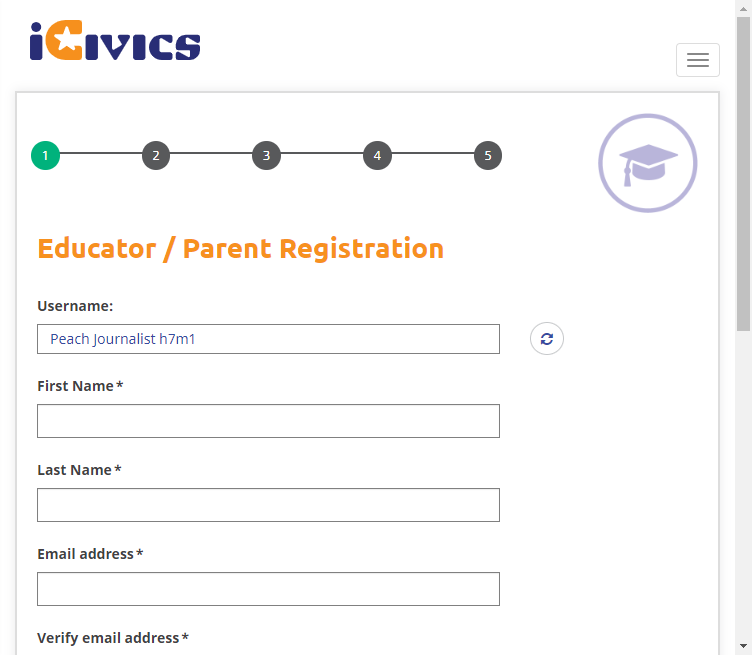 iCivics
1 2 3 4 5
Educator / Parent Registration
Username:
Peach Journalist h7m1
First Name*
Last Name*
Email address*
Verify email address*